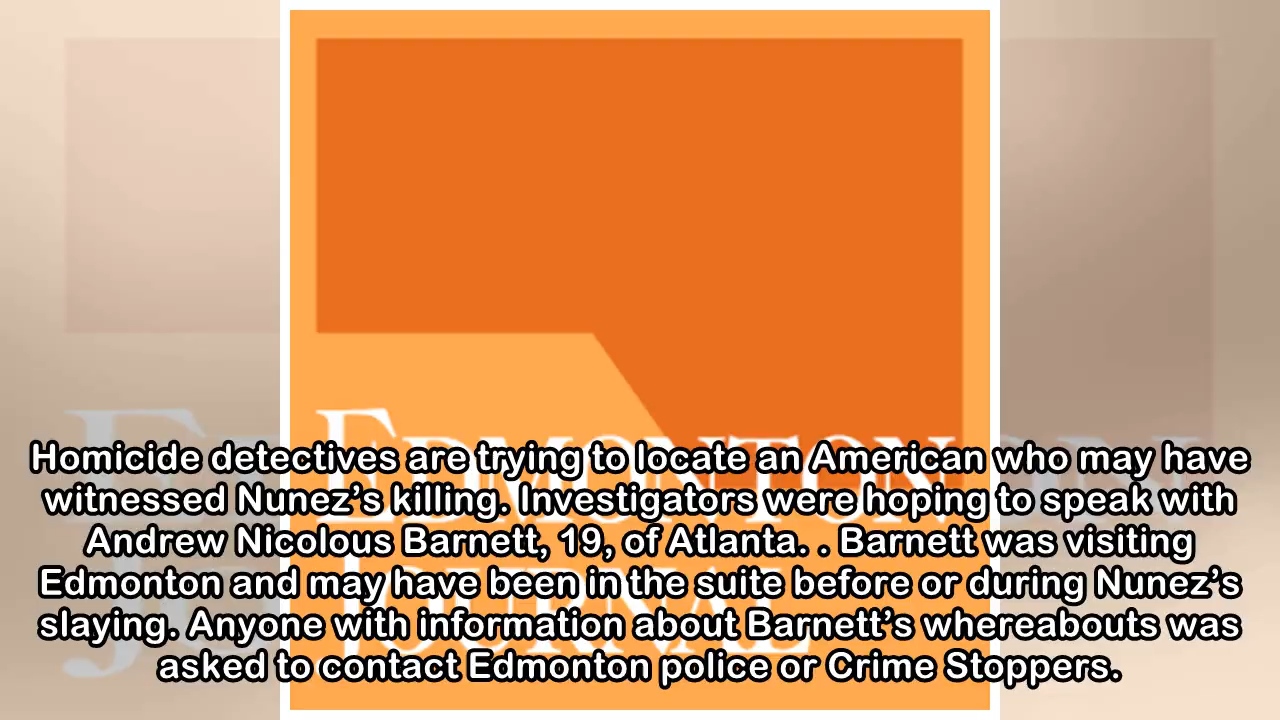 EDMONTON
JOURNAL
Homicide detectives are trying to locate an American who may have
witnessed Nunez’s killing. Investigators were hoping to speak with
Andrew Nicolous Barnett, 19, of Atlanta. . Barnett was visiting
Edmonton and may have been in the suite before or during Nunez’s
slaying. Anyone with information about Barnett’s whereabouts was
asked to contact Edmonton police or Crime Stoppers.